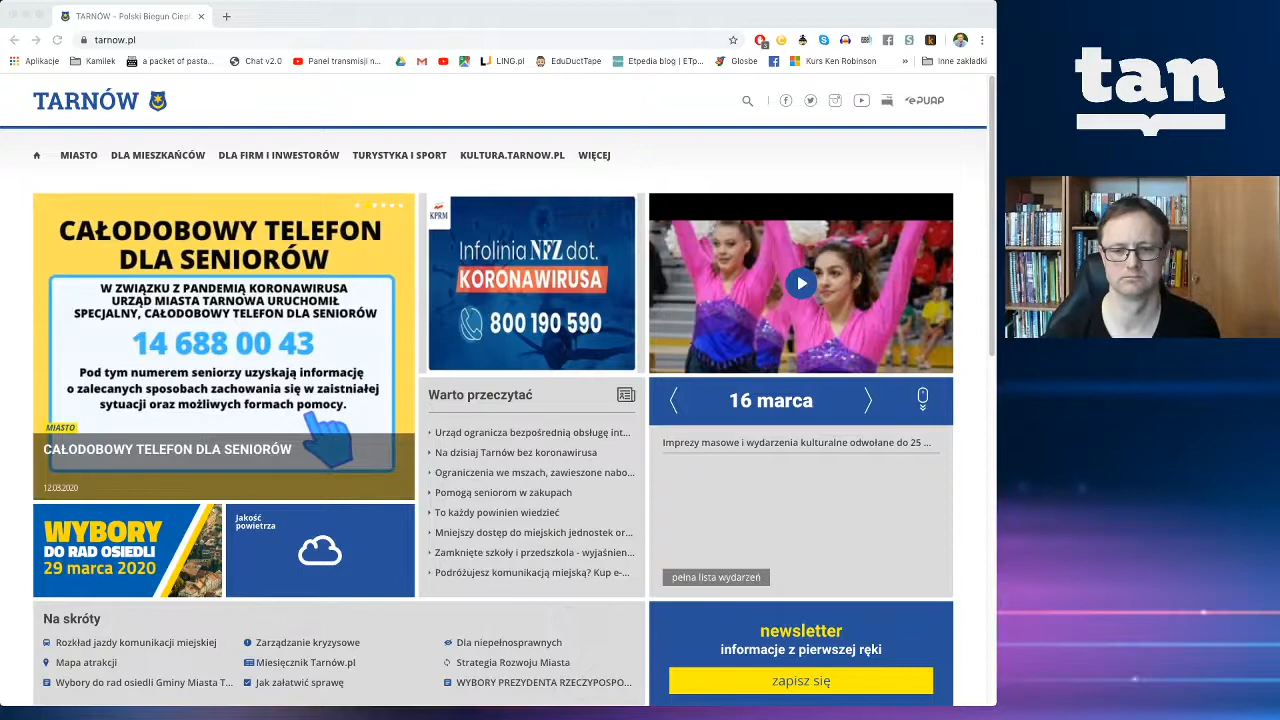 TARNÓW – Polski Biegun Ciepł
tarnow.pl
Aplikacje
Kamilek
a packet of pasta...
Chat v2.0
Panel transmisji n...
LING.pl
EduDuctTape
Etpedia blog | ETp...
Glosbe
Kurs Ken Robinson
»
Inne zakładki
TARNÓW
ePUAP
MIASTO
DLA MIESZKAŃCÓW
DLA FIRM I INWESTORÓW
TURYSTYKA I SPORT
KULTURA.TARNOW.PL
WIĘCEJ
CAŁODOBOWY TELEFON
DLA SENIORÓW
W ZWIĄZKU Z PANDEMIĄ KORONAWIRUSA
URZĄD MIASTA TARNOWA URUCHOMIŁ
SPECJALNY, CAŁODOBOWY TELEFON DLA SENIORÓW
14 688 00 43
Pod tym numerem seniorzy uzyskają informację
o zalecanych sposobach zachowania się w zaistniałej
sytuacji oraz możliwych formach pomocy.
MIASTO
CAŁODOBOWY TELEFON DLA SENIORÓW
12.03.2020
KPRM
Infolinia NFZ dot.
KORONAWIRUSA
800 190 590
Warto przeczytać
Urząd ogranicza bezpośrednią obsługę int...
Na dzisiaj Tarnów bez koronawirusa
Ograniczenia we mszach, zawieszone nabo...
Pomogą seniorom w zakupach
To każdy powinien wiedzieć
Mniejszy dostęp do miejskich jednostek or...
Zamknięte szkoły i przedszkola - wyjaśnien...
Podróżujesz komunikacją miejską? Kup e-...
16 marca
Imprezy masowe i wydarzenia kulturalne odwołane do 25 ...
pełna lista wydarzeń
WYBORY
DO RAD OSIEDLI
29 marca 2020
Jakość
powietrza
Na skróty
Rozkład jazdy komunikacji miejskiej
Mapa atrakcji
Wybory do rad osiedli Gminy Miasta T...
Zarządzanie kryzysowe
Miesięcznik Tarnów.pl
Jak załatwić sprawę
Dla niepełnosprawnych
Strategia Rozwoju Miasta
WYBORY PREZYDENTA RZECZYPOSPO...
newsletter
informacje z pierwszej ręki
zapisz się
tan